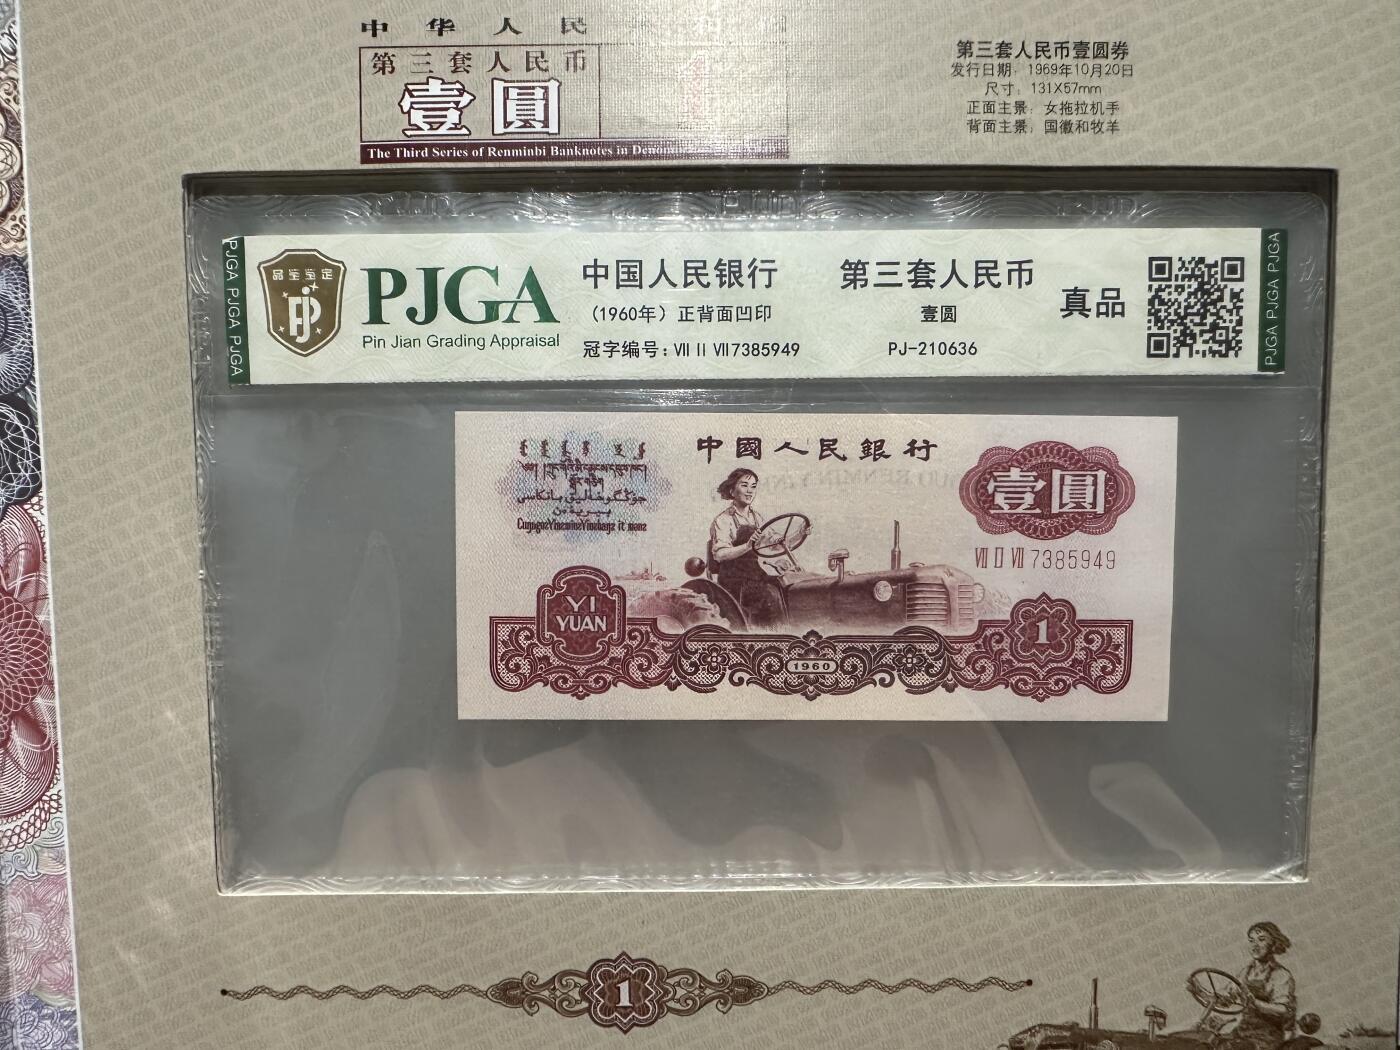 中 华 人 民
第三套人民币
壹圆
The Third Series of Renminbi Banknotes in Denom
第三套人民币壹圆券
发行日期：1969年10月20日
尺寸：131X57mm
正面主景：女拖拉机手
背面主景：国徽和牧羊
PJGA PJGA PJGA
品鉴鉴定
PJ
PJGA
Pin Jian Grading Appraisal
中国人民银行
（1960年）正背面凹印
冠字编号：Ⅶ Ⅱ Ⅶ7385949
第三套人民币
壹圆
PJ-210636
真品
PJGA PJGA PJGA
中國人民銀行
壹圓
Ⅶ Ⅱ Ⅶ 7385949
YI
YUAN
1
1960
1